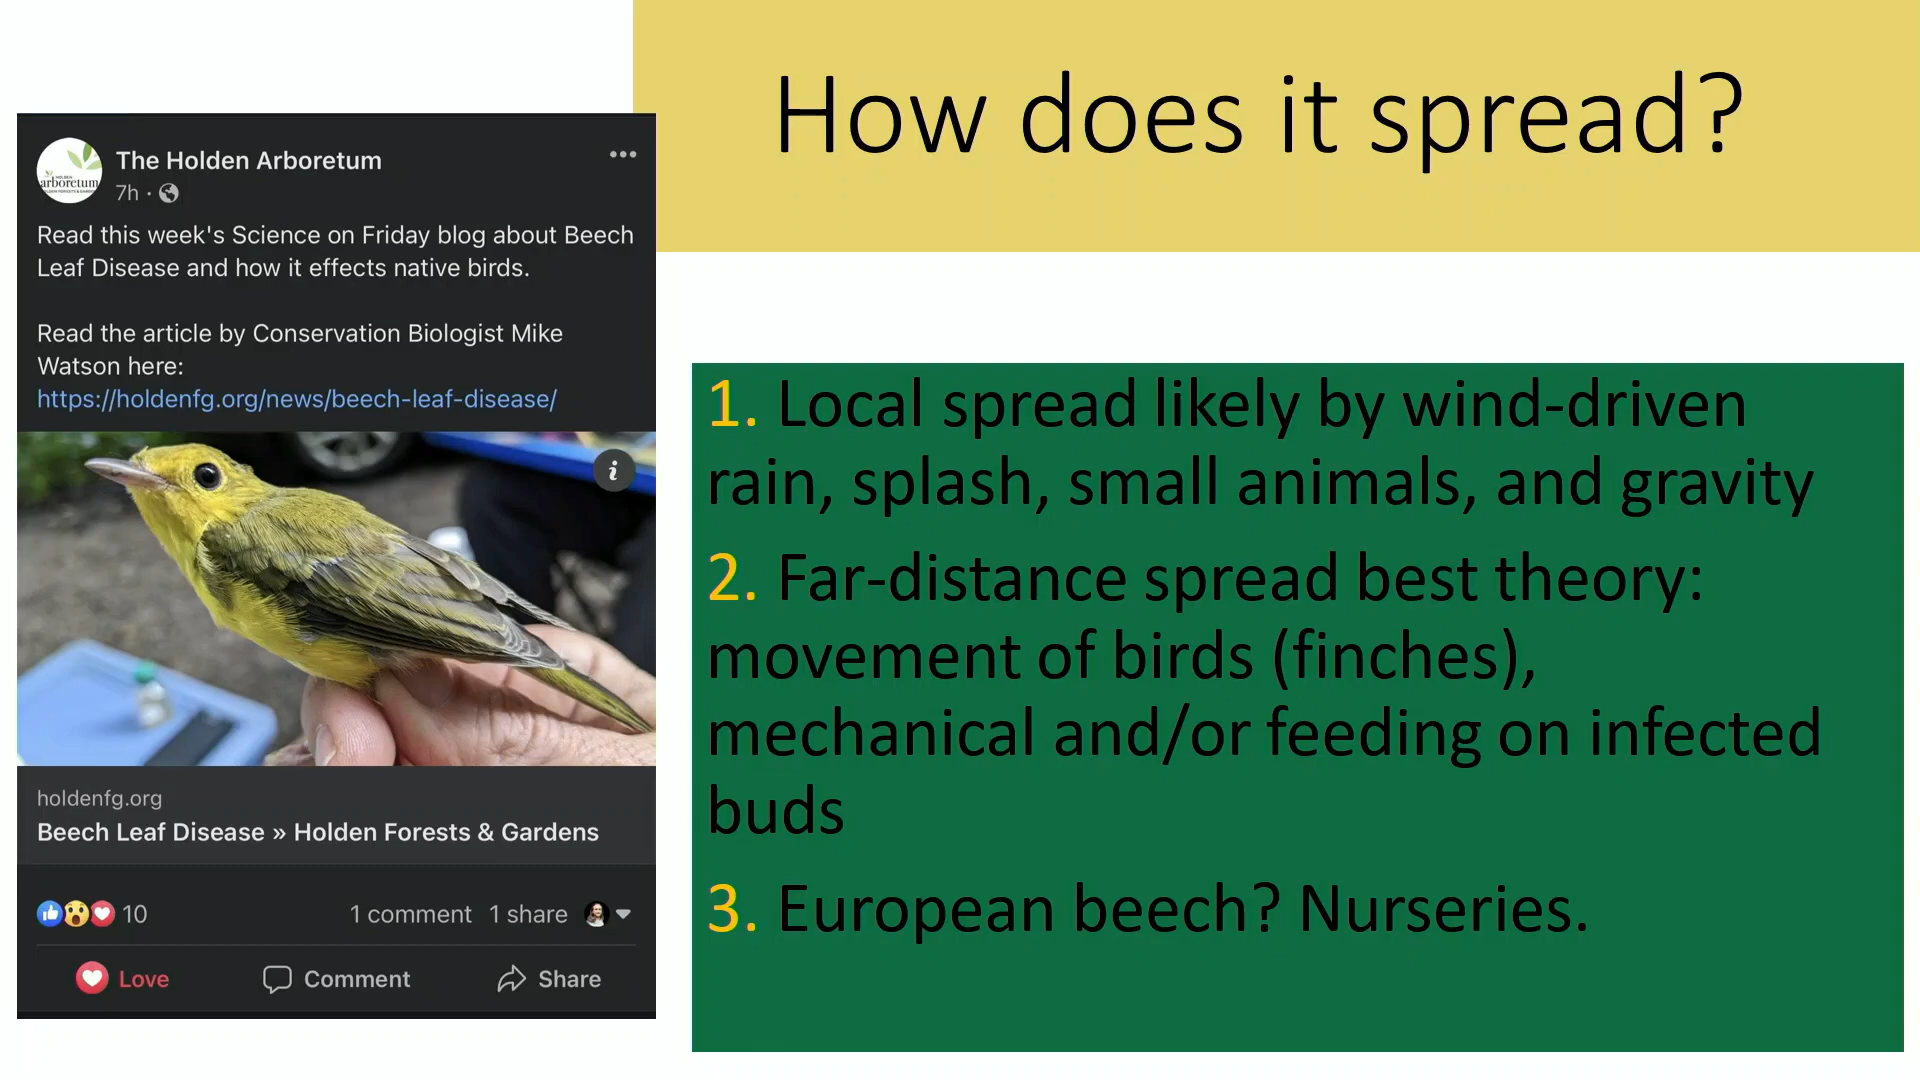 How does it spread?
The Holden Arboretum
7h ·
HOLDEN
arboretum
Read this week's Science on Friday blog about Beech
Leaf Disease and how it effects native birds.
Read the article by Conservation Biologist Mike
Watson here:
https://holdenfg.org/news/beech-leaf-disease/
i
holdenfg.org
Beech Leaf Disease » Holden Forests & Gardens
10 1 comment 1 share
Love Comment Share
1. Local spread likely by wind-driven
rain, splash, small animals, and gravity
2. Far-distance spread best theory:
movement of birds (finches),
mechanical and/or feeding on infected
buds
3. European beech? Nurseries.